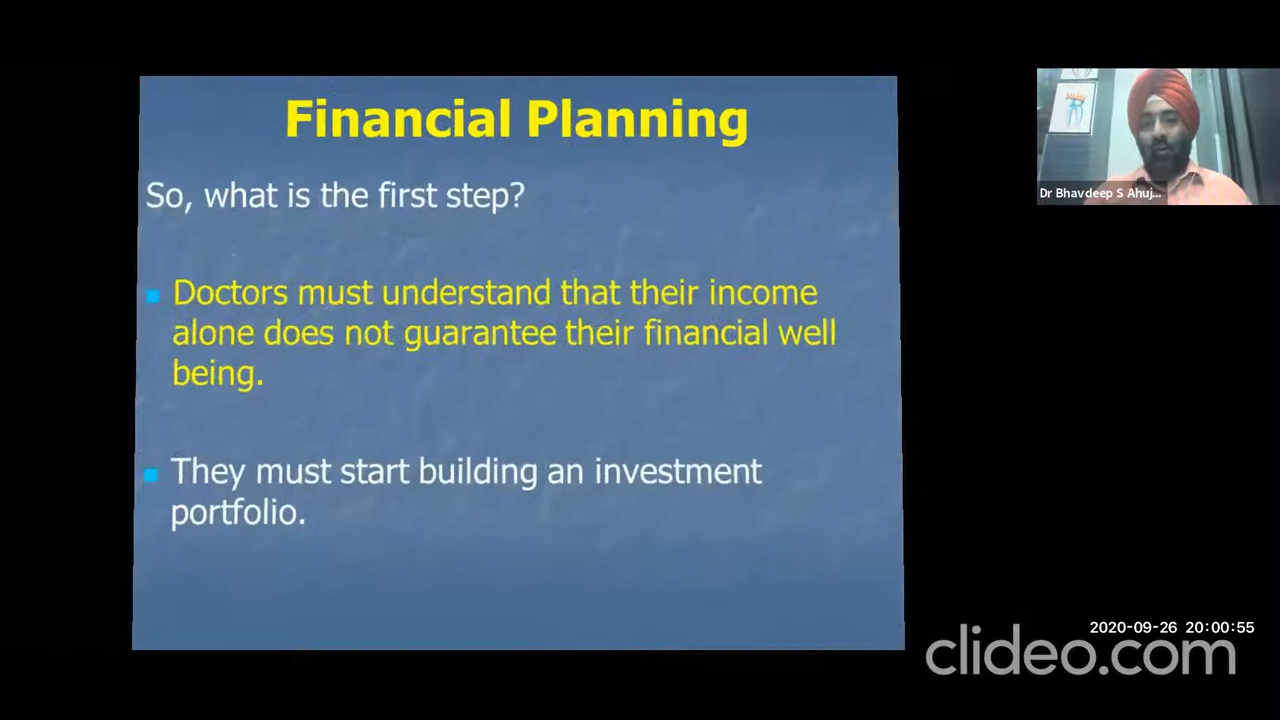 Financial Planning
So, what is the first step?
Doctors must understand that their income
alone does not guarantee their financial well
being.
They must start building an investment
portfolio.
Dr Bhavdeep S Ahuj...
2020-09-26 20:00:55
clideo.com